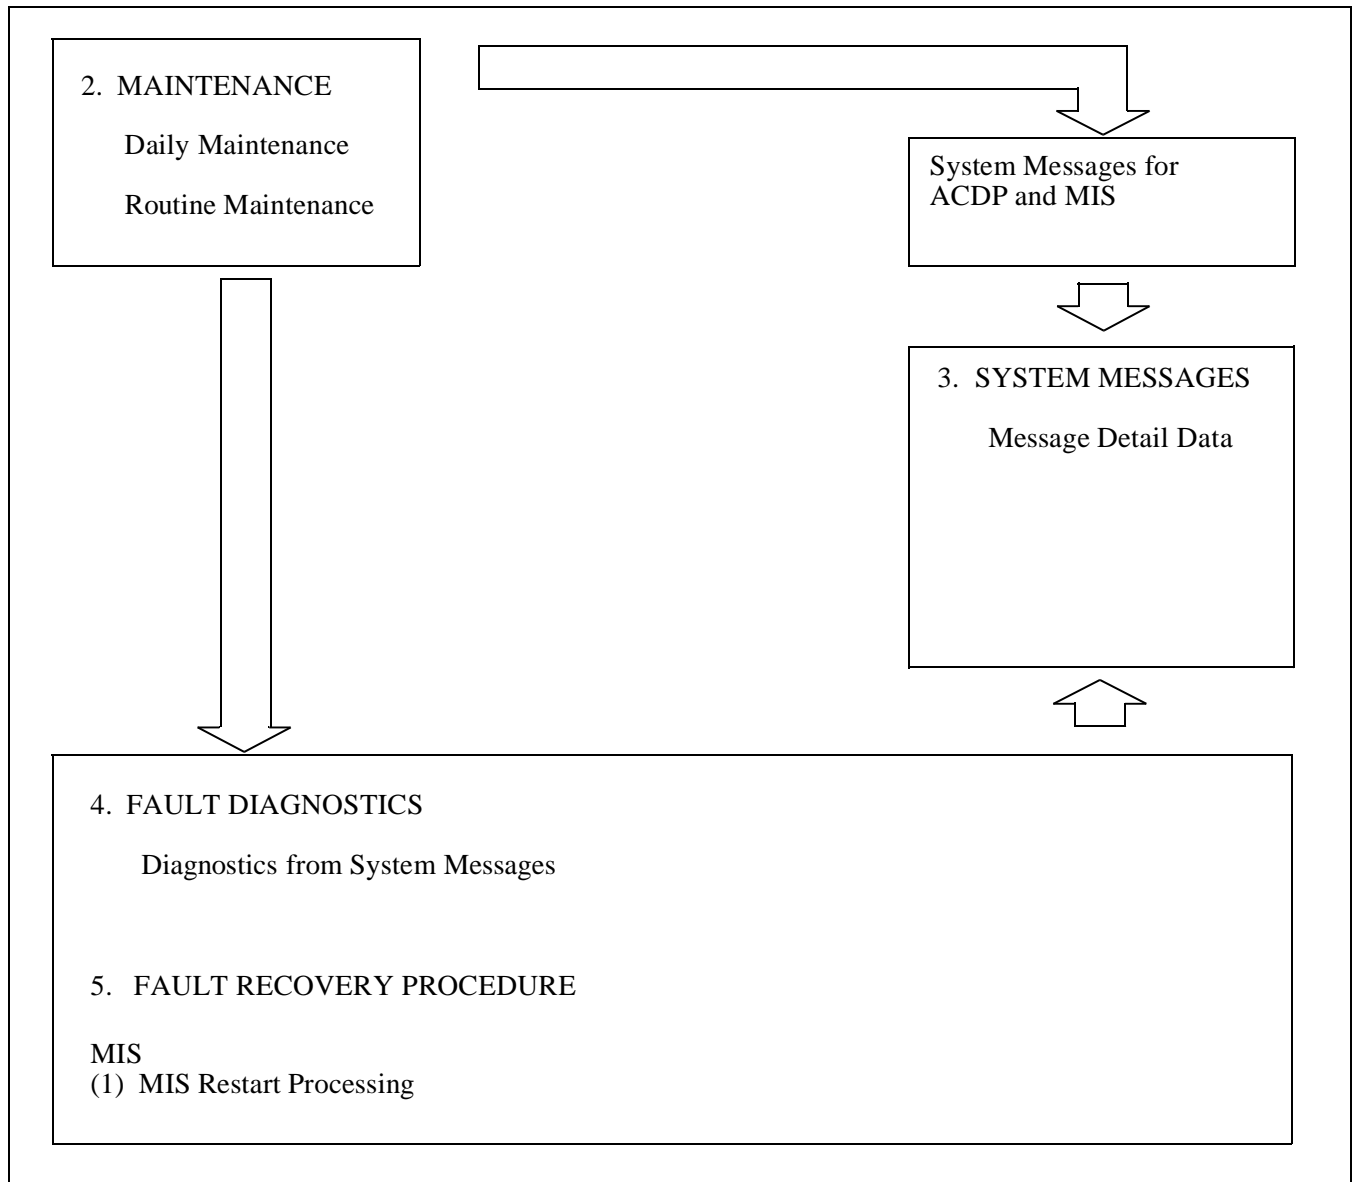 2. MAINTENANCE
Daily Maintenance
Routine Maintenance
System Messages for
ACDP and MIS
3. SYSTEM MESSAGES
Message Detail Data
4. FAULT DIAGNOSTICS
Diagnostics from System Messages
5. FAULT RECOVERY PROCEDURE
MIS
(1) MIS Restart Processing